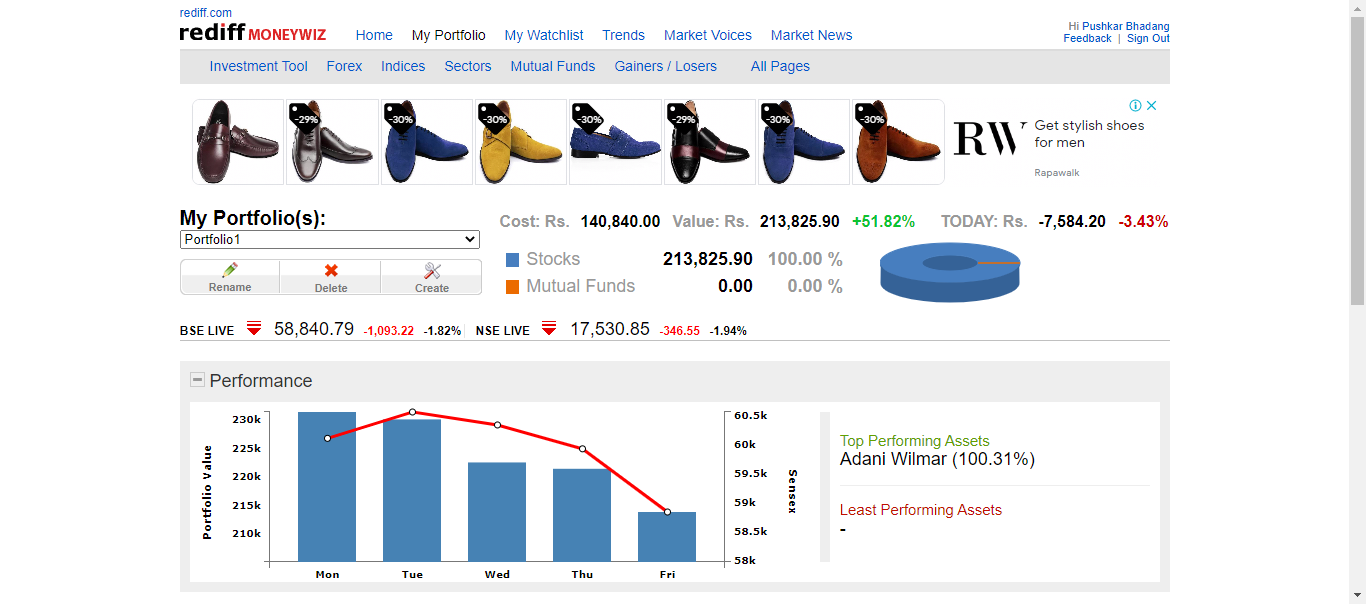 rediff.com
rediff MONEYWIZ
Home My Portfolio My Watchlist Trends Market Voices Market News
Hi Pushkar Bhadang
Feedback | Sign Out
Investment Tool Forex Indices Sectors Mutual Funds Gainers / Losers All Pages
-29% -30% -30% -30% -29% -30% -30%
RW
Get stylish shoes
for men
Rapawalk
My Portfolio(s):
Portfolio1
Rename Delete Create
Cost: Rs. 140,840.00 Value: Rs. 213,825.90 +51.82% TODAY: Rs. -7,584.20 -3.43%
Stocks 213,825.90 100.00 %
Mutual Funds 0.00 0.00 %
BSE LIVE 58,840.79 -1,093.22 -1.82% NSE LIVE 17,530.85 -346.55 -1.94%
Performance
Portfolio Value
230k
225k
220k
215k
210k
Mon Tue Wed Thu Fri
60.5k
60k
59.5k
59k
58.5k
58k
Sensex
Top Performing Assets
Adani Wilmar (100.31%)
Least Performing Assets
-